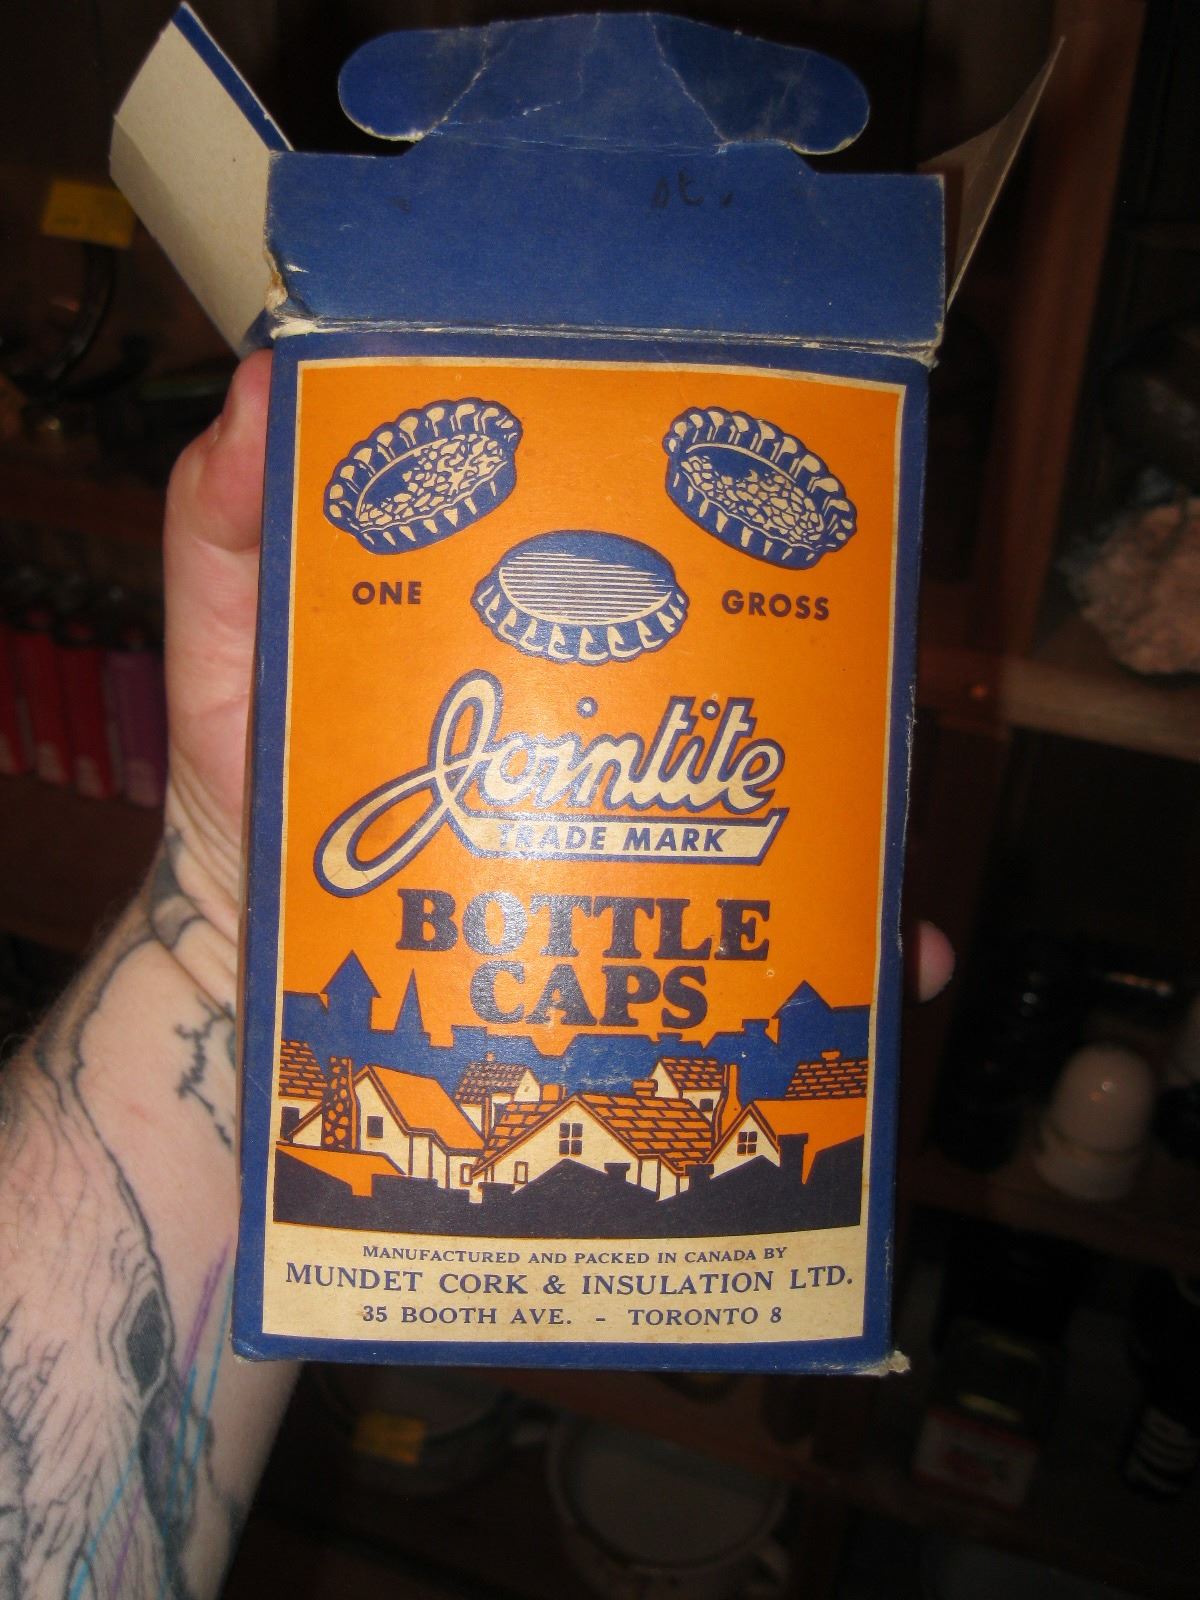 st.
ONE GROSS
Jointite
TRADE MARK
BOTTLE
CAPS
MANUFACTURED AND PACKED IN CANADA BY
MUNDET CORK & INSULATION LTD.
35 BOOTH AVE. - TORONTO 8